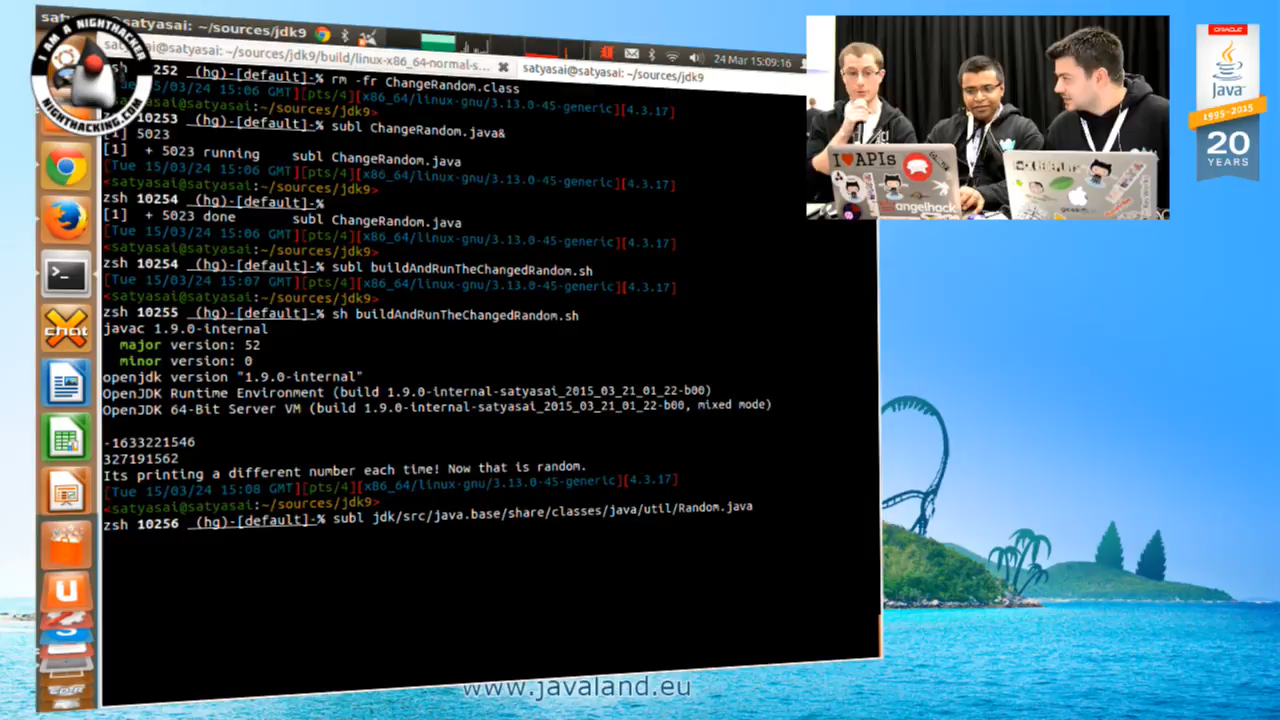 satyasai: ~/sources/jdk9
24 Mar 15:09:16
satyasai@satyasai: ~/sources/jdk9/build/linux-x86_64-normal-s...
satyasai@satyasai: ~/sources/jdk9
zsh 10252 (hg)-[default]-% rm -fr ChangeRandom.class
[Tue 15/03/24 15:06 GMT][pts/4][x86_64/linux-gnu/3.13.0-45-generic][4.3.17]
<satyasai@satyasai:~/sources/jdk9>
zsh 10253 (hg)-[default]-% subl ChangeRandom.java&
[1] 5023
[1] + 5023 running subl ChangeRandom.java
[Tue 15/03/24 15:06 GMT][pts/4][x86_64/linux-gnu/3.13.0-45-generic][4.3.17]
<satyasai@satyasai:~/sources/jdk9>
zsh 10254 (hg)-[default]-%
[1] + 5023 done subl ChangeRandom.java
[Tue 15/03/24 15:06 GMT][pts/4][x86_64/linux-gnu/3.13.0-45-generic][4.3.17]
<satyasai@satyasai:~/sources/jdk9>
zsh 10254 (hg)-[default]-% subl buildAndRunTheChangedRandom.sh
[Tue 15/03/24 15:07 GMT][pts/4][x86_64/linux-gnu/3.13.0-45-generic][4.3.17]
<satyasai@satyasai:~/sources/jdk9>
zsh 10255 (hg)-[default]-% sh buildAndRunTheChangedRandom.sh
javac 1.9.0-internal
major version: 52
minor version: 0
openjdk version "1.9.0-internal"
OpenJDK Runtime Environment (build 1.9.0-internal-satyasai_2015_03_21_01_22-b00)
OpenJDK 64-Bit Server VM (build 1.9.0-internal-satyasai_2015_03_21_01_22-b00, mixed mode)
-1633221546
327191562
Its printing a different number each time! Now that is random.
[Tue 15/03/24 15:08 GMT][pts/4][x86_64/linux-gnu/3.13.0-45-generic][4.3.17]
<satyasai@satyasai:~/sources/jdk9>
zsh 10256 (hg)-[default]-% subl jdk/src/java.base/share/classes/java/util/Random.java
I AM A NIGHTHACKER
NIGHTHACKING.COM
chat
U
I ♥ APIs
angelhack
ORACLE
Java
1995-2015
20
YEARS
www.javaland.eu